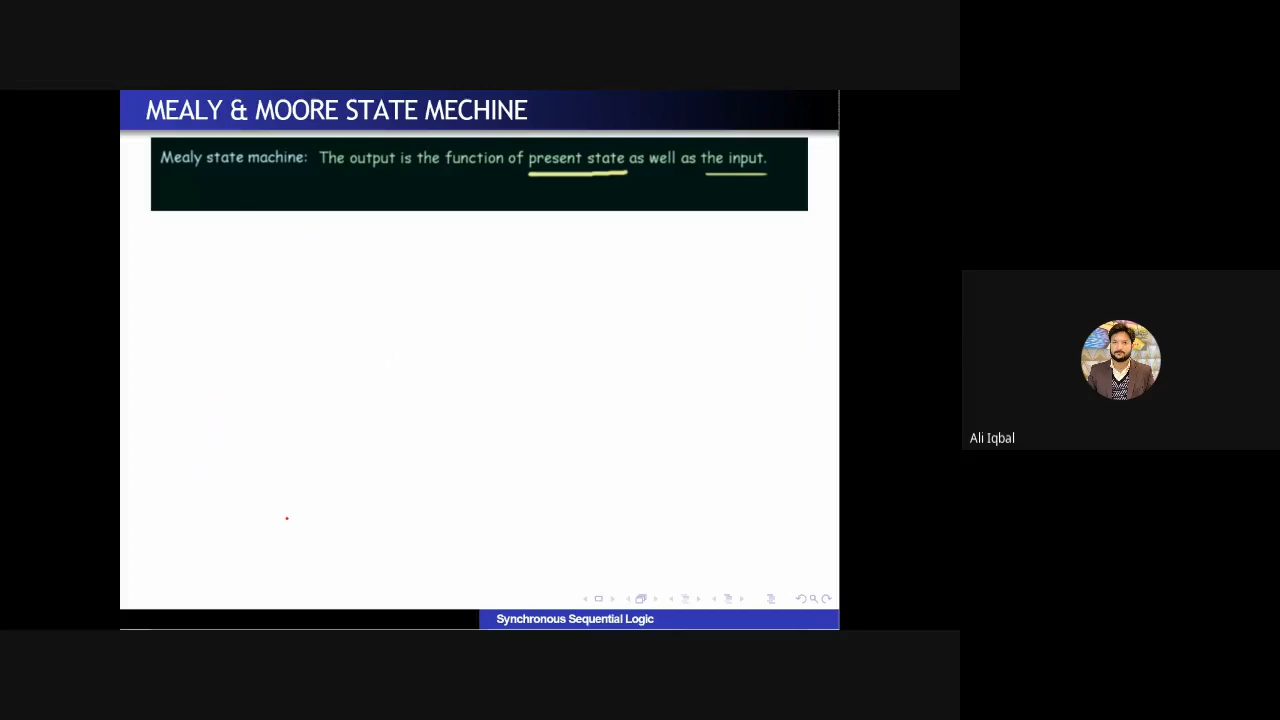 MEALY & MOORE STATE MECHINE
Mealy state machine: The output is the function of present state as well as the input.
Ali Iqbal
Synchronous Sequential Logic